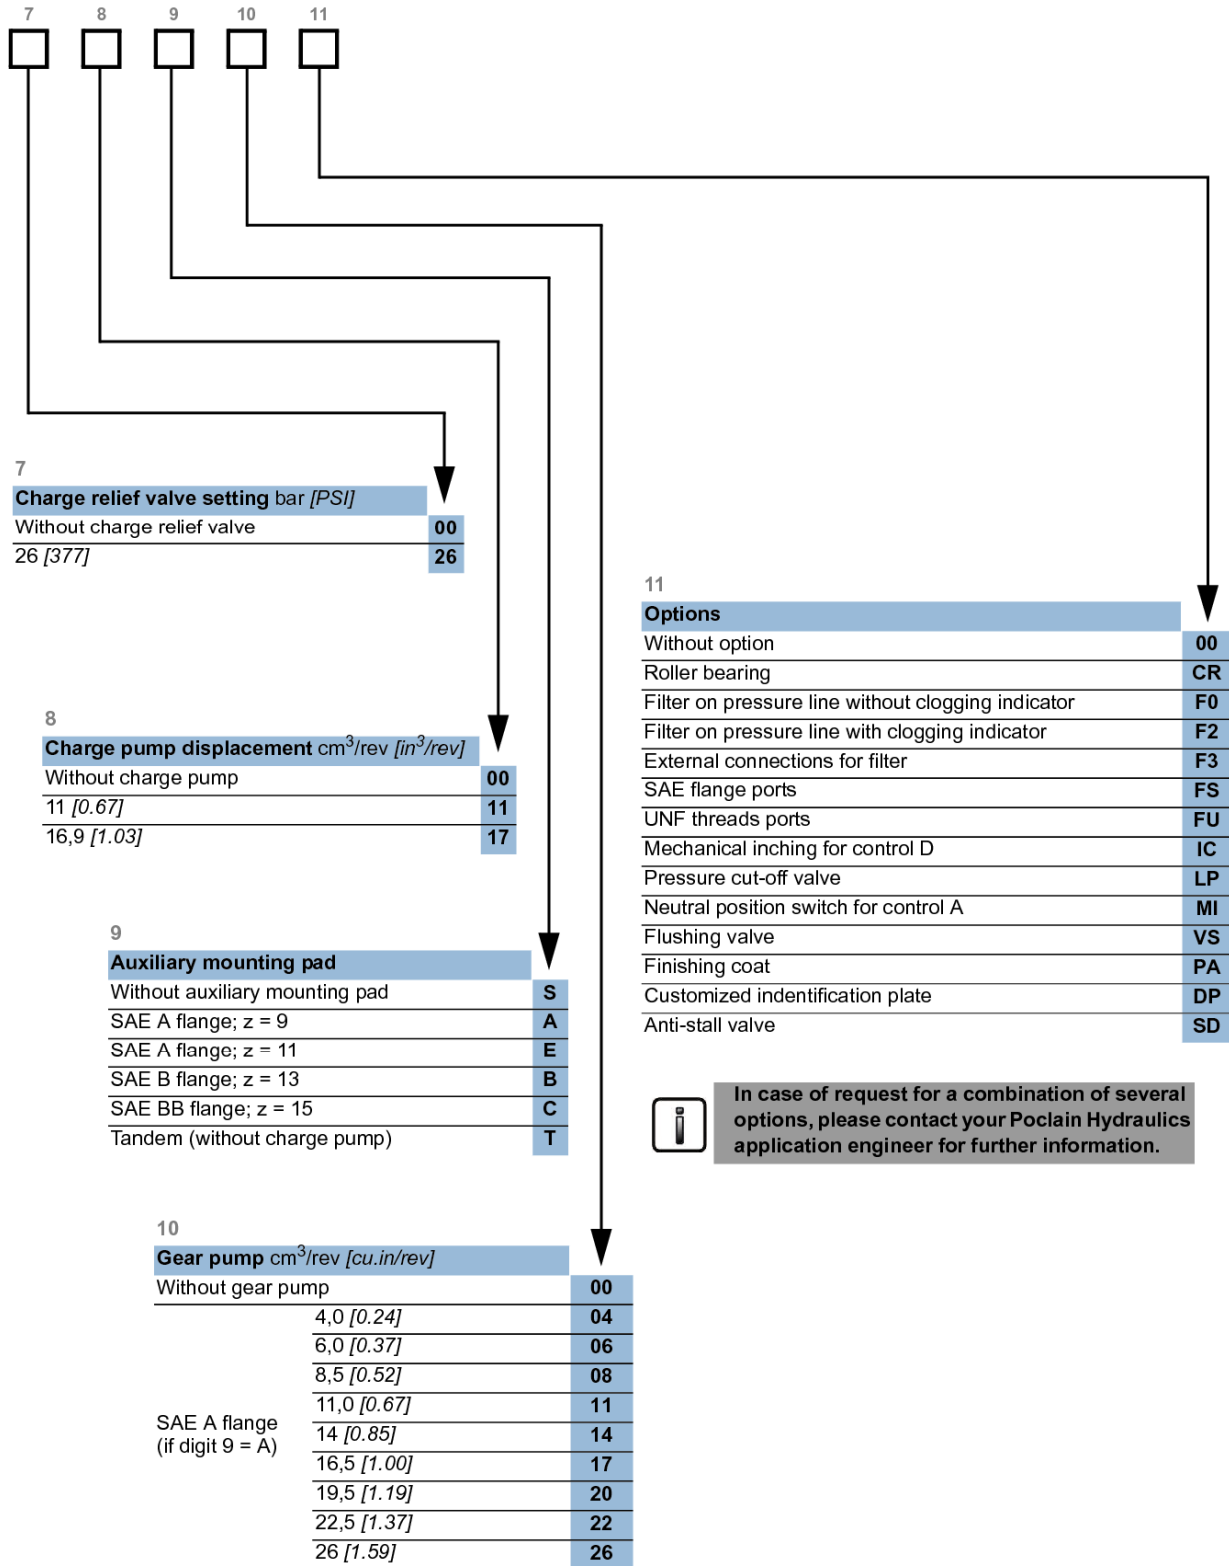 7 8 9 10 11
7
Charge relief valve setting bar [PSI]
Without charge relief valve 00
26 [377] 26
8
Charge pump displacement cm³/rev [in³/rev]
Without charge pump 00
11 [0.67] 11
16,9 [1.03] 17
9
Auxiliary mounting pad
Without auxiliary mounting pad S
SAE A flange; z = 9 A
SAE A flange; z = 11 E
SAE B flange; z = 13 B
SAE BB flange; z = 15 C
Tandem (without charge pump) T
10
Gear pump cm³/rev [cu.in/rev]
Without gear pump 00
SAE A flange
(if digit 9 = A)
4,0 [0.24] 04
6,0 [0.37] 06
8,5 [0.52] 08
11,0 [0.67] 11
14 [0.85] 14
16,5 [1.00] 17
19,5 [1.19] 20
22,5 [1.37] 22
26 [1.59] 26
11
Options
Without option 00
Roller bearing CR
Filter on pressure line without clogging indicator F0
Filter on pressure line with clogging indicator F2
External connections for filter F3
SAE flange ports FS
UNF threads ports FU
Mechanical inching for control D IC
Pressure cut-off valve LP
Neutral position switch for control A MI
Flushing valve VS
Finishing coat PA
Customized indentification plate DP
Anti-stall valve SD
i
In case of request for a combination of several
options, please contact your Poclain Hydraulics
application engineer for further information.